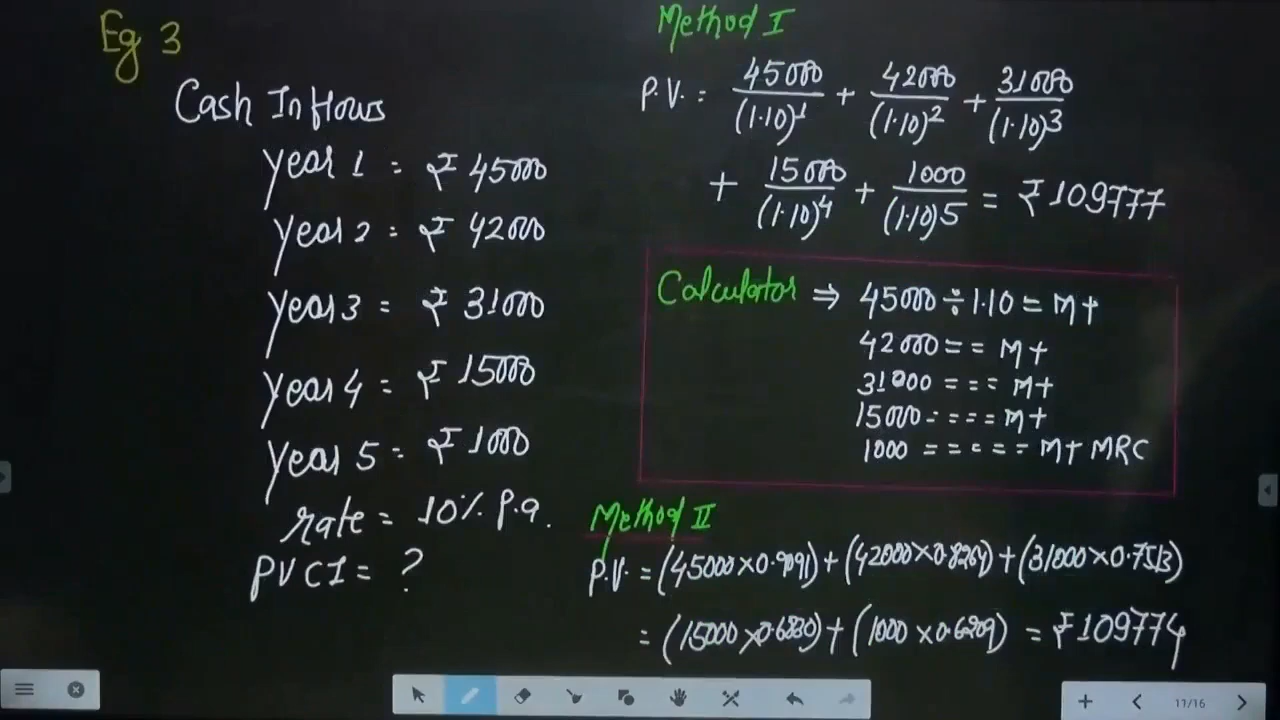 Eg 3
Cash Inflows
Year 1 = ₹ 45000
Year 2 = ₹ 42000
Year 3 = ₹ 31000
Year 4 = ₹ 15000
Year 5 = ₹ 1000
rate = 10% p.a.
PVCI = ?
Method I
P.V. = 45000/(1.10)^1 + 42000/(1.10)^2 + 31000/(1.10)^3
+ 15000/(1.10)^4 + 1000/(1.10)^5 = ₹ 109777
Calculator ⇒ 45000 ÷ 1.10 = M+
42000 = = M+
31000 = = = M+
15000 = = = = M+
1000 = = = = = M+ MRC
Method II
P.V. = (45000 × 0.9091) + (42000 × 0.8264) + (31000 × 0.7513)
= (15000 × 0.6830) + (1000 × 0.6209) = ₹ 109774
11/16